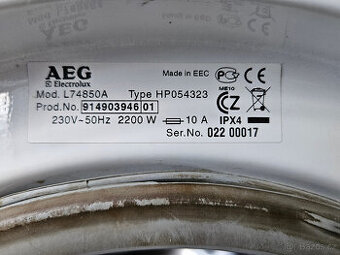 AEG
Electrolux
Made in EEC
ME10
Mod. L74850A Type HP054323
Prod.No. 914903946 01
230V~50Hz 2200 W 10 A IPX4
Ser.No 022 00017